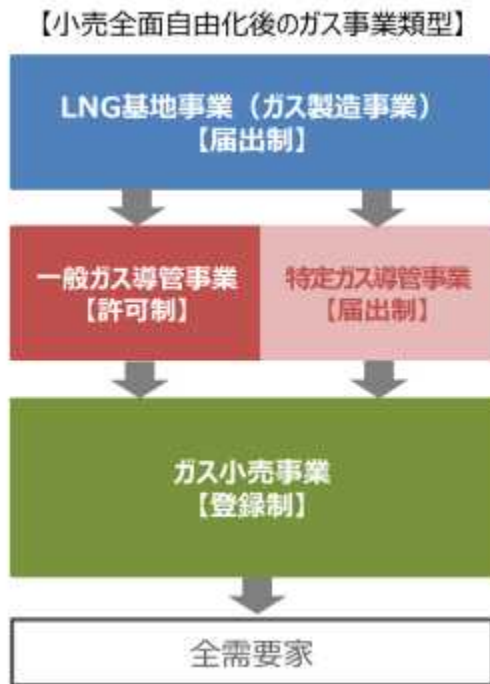 【小売全面自由化後のガス事業類型】
LNG基地事業（ガス製造事業）
【届出制】
一般ガス導管事業
【許可制】
特定ガス導管事業
【届出制】
ガス小売事業
【登録制】
全需要家